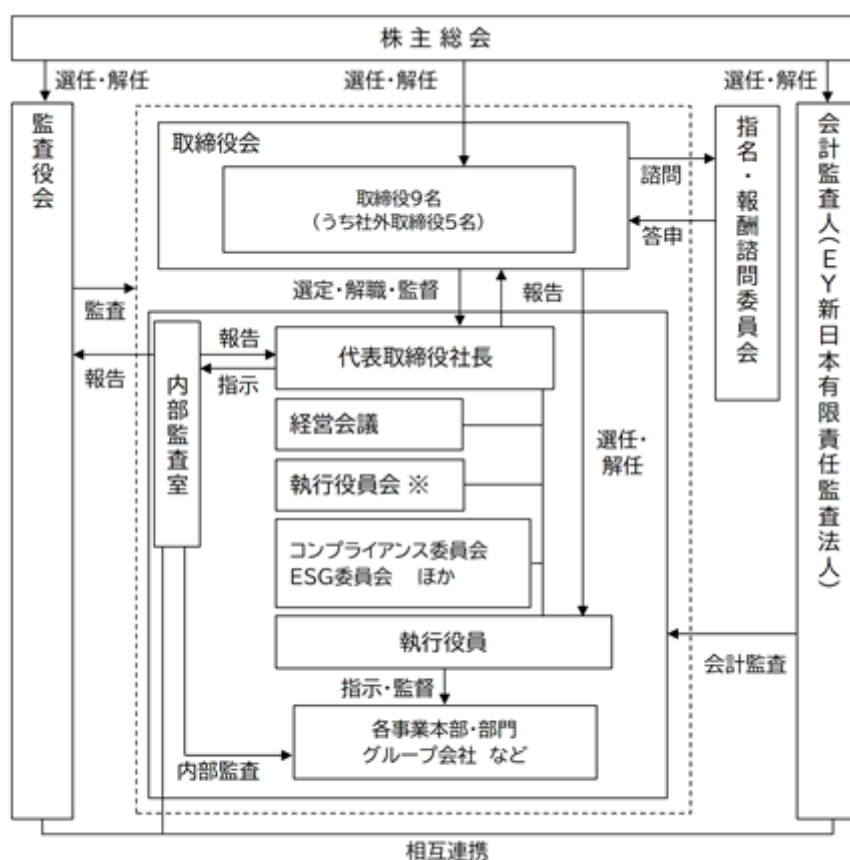 株主総会
選任・解任
選任・解任
選任・解任
監査役会
取締役会
取締役9名
(うち社外取締役5名)
諮問
答申
指名・報酬諮問委員会
会計監査人(EY新日本有限責任監査法人)
監査
選定・解職・監督
報告
報告
報告
指示
内部監査室
代表取締役社長
経営会議
執行役員会 ※
コンプライアンス委員会
ESG委員会 ほか
選任・
解任
執行役員
会計監査
指示・監督
各事業本部・部門
グループ会社 など
内部監査
相互連携